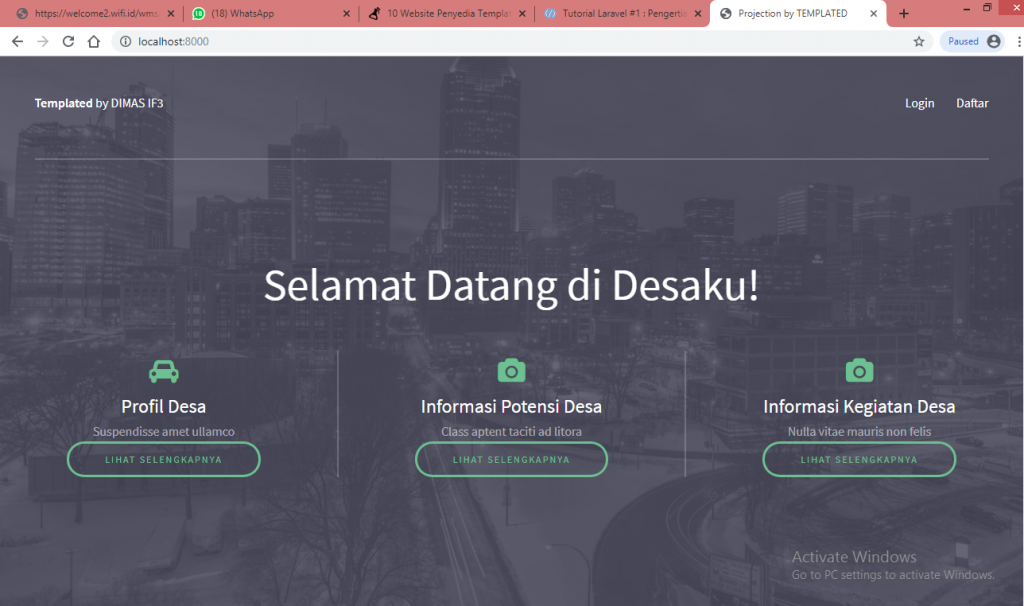 https://welcome2.wifi.id/wms
(18) WhatsApp
10 Website Penyedia Templat
Tutorial Laravel #1 : Pengertia
Projection by TEMPLATED
localhost:8000
Paused
Templated by DIMAS IF3
Login
Daftar
Selamat Datang di Desaku!
Profil Desa
Suspendisse amet ullamco
LIHAT SELENGKAPNYA
Informasi Potensi Desa
Class aptent taciti ad litora
LIHAT SELENGKAPNYA
Informasi Kegiatan Desa
Nulla vitae mauris non felis
LIHAT SELENGKAPNYA
Activate Windows
Go to PC settings to activate Windows.